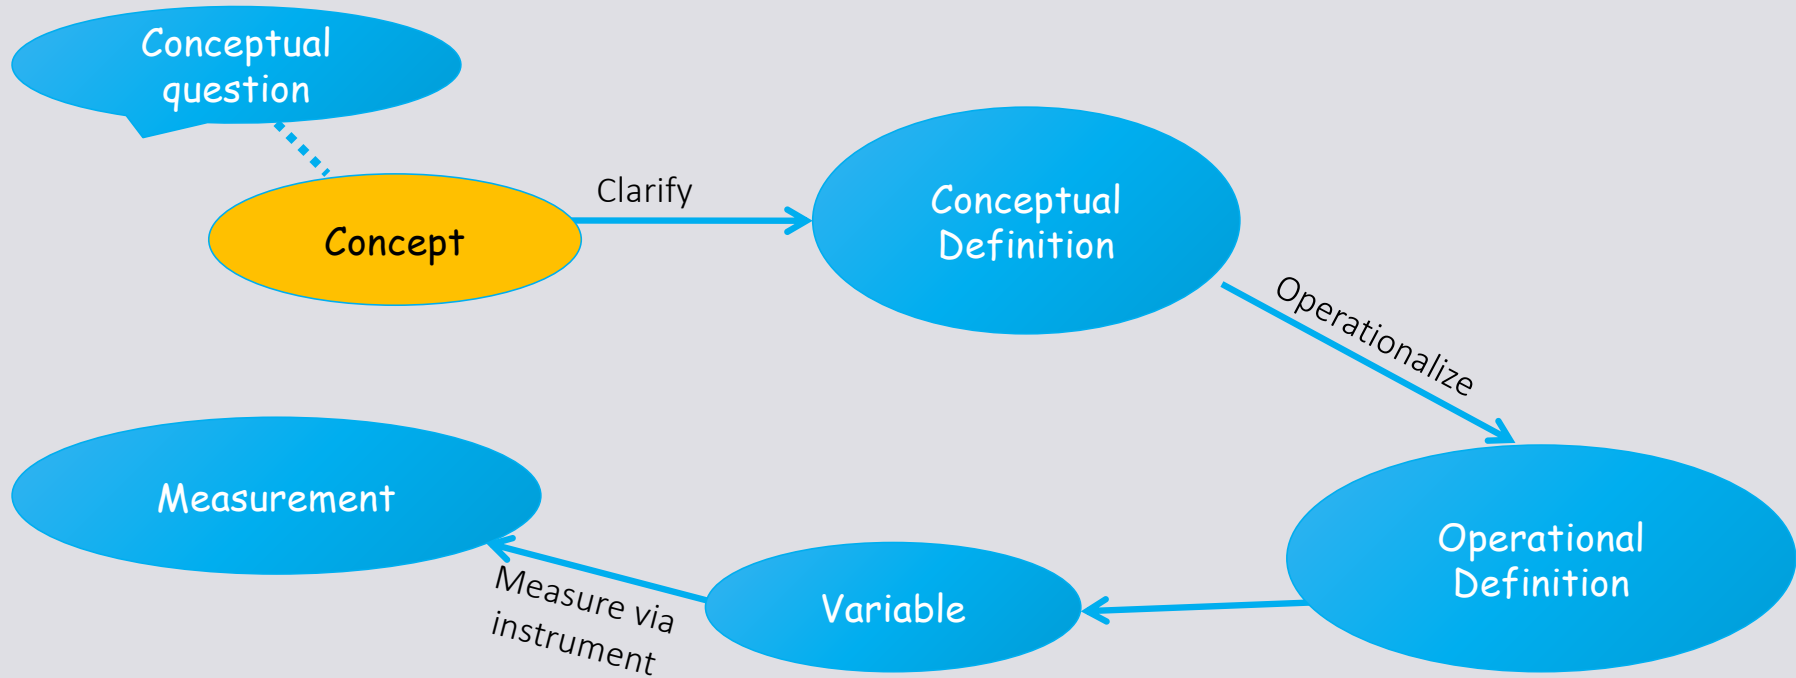 Conceptual
question
Concept
Clarify
Conceptual
Definition
Operationalize
Operational
Definition
Variable
Measure via
instrument
Measurement